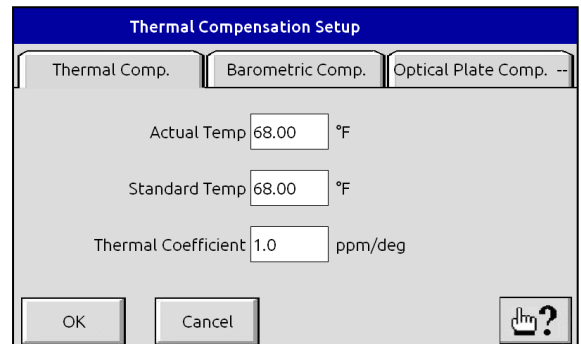 Thermal Compensation Setup
Thermal Comp. Barometric Comp. Optical Plate Comp. --
Actual Temp 68.00 °F
Standard Temp 68.00 °F
Thermal Coefficient 1.0 ppm/deg
OK Cancel ?